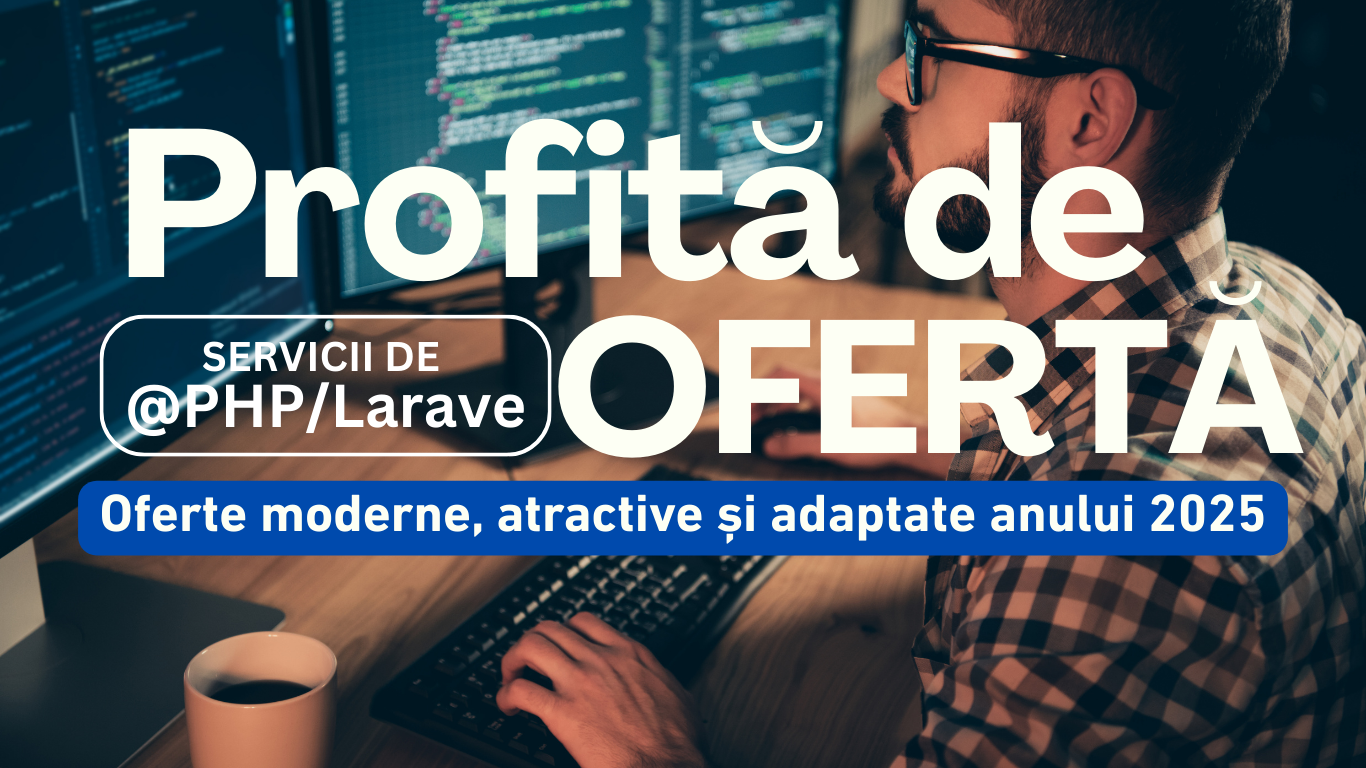 Profită de
SERVICII DE
@PHP/Larave
OFERTĂ
Oferte moderne, atractive și adaptate anului 2025